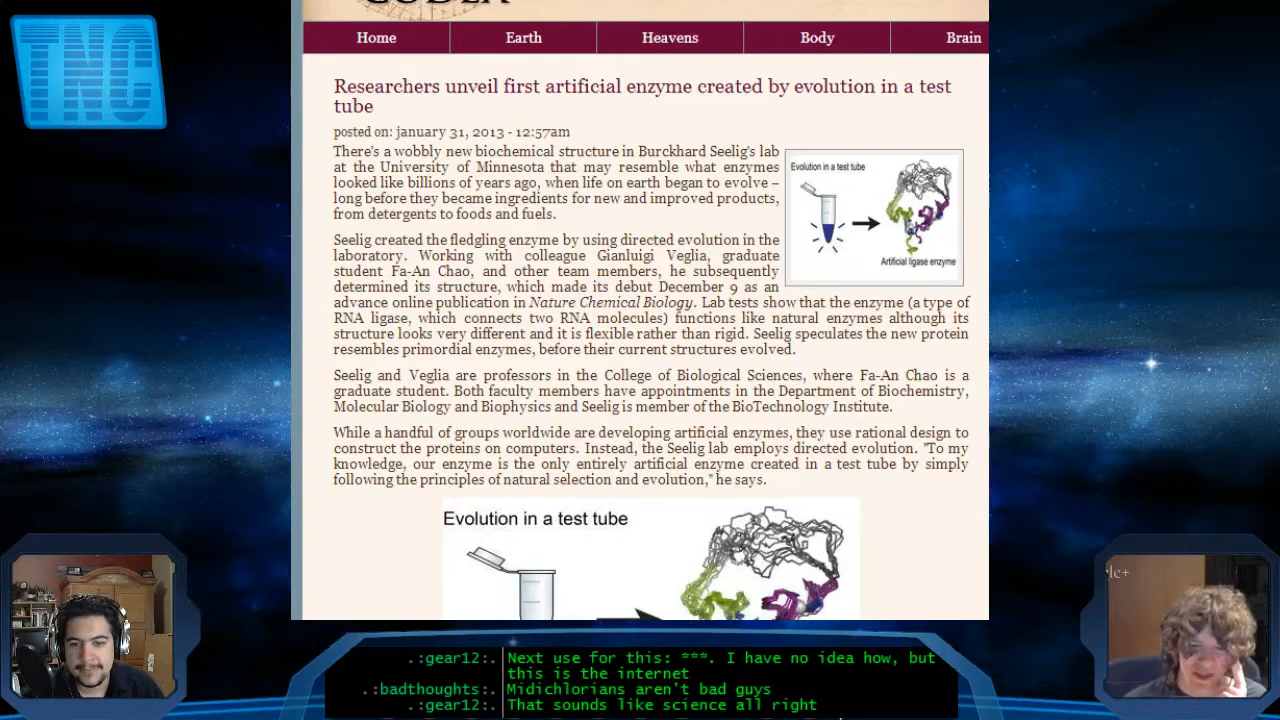 TNC
Home
Earth
Heavens
Body
Brain
Researchers unveil first artificial enzyme created by evolution in a test
tube
posted on: january 31, 2013 - 12:57am
There's a wobbly new biochemical structure in Burckhard Seelig's lab
at the University of Minnesota that may resemble what enzymes
looked like billions of years ago, when life on earth began to evolve –
long before they became ingredients for new and improved products,
from detergents to foods and fuels.
Evolution in a test tube
Artificial ligase enzyme
Seelig created the fledgling enzyme by using directed evolution in the
laboratory. Working with colleague Gianluigi Veglia, graduate
student Fa-An Chao, and other team members, he subsequently
determined its structure, which made its debut December 9 as an
advance online publication in Nature Chemical Biology. Lab tests show that the enzyme (a type of
RNA ligase, which connects two RNA molecules) functions like natural enzymes although its
structure looks very different and it is flexible rather than rigid. Seelig speculates the new protein
resembles primordial enzymes, before their current structures evolved.
Seelig and Veglia are professors in the College of Biological Sciences, where Fa-An Chao is a
graduate student. Both faculty members have appointments in the Department of Biochemistry,
Molecular Biology and Biophysics and Seelig is member of the BioTechnology Institute.
While a handful of groups worldwide are developing artificial enzymes, they use rational design to
construct the proteins on computers. Instead, the Seelig lab employs directed evolution. "To my
knowledge, our enzyme is the only entirely artificial enzyme created in a test tube by simply
following the principles of natural selection and evolution," he says.
Evolution in a test tube
le+
.:gear12:. Next use for this: ***. I have no idea how, but
this is the internet
.:badthoughts:. Midichlorians aren't bad guys
.:gear12:. That sounds like science all right